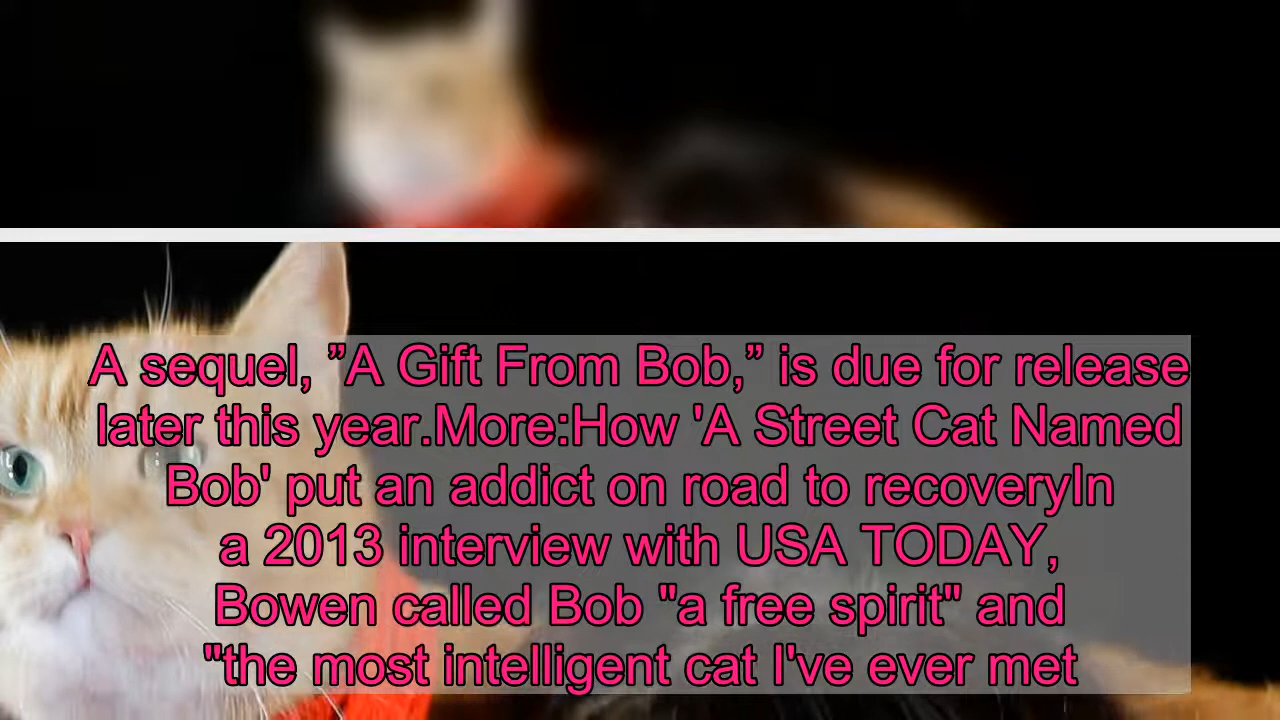 A sequel, ”A Gift From Bob,” is due for release
later this year.More:How 'A Street Cat Named
Bob' put an addict on road to recoveryIn
a 2013 interview with USA TODAY,
Bowen called Bob "a free spirit" and
"the most intelligent cat I've ever met